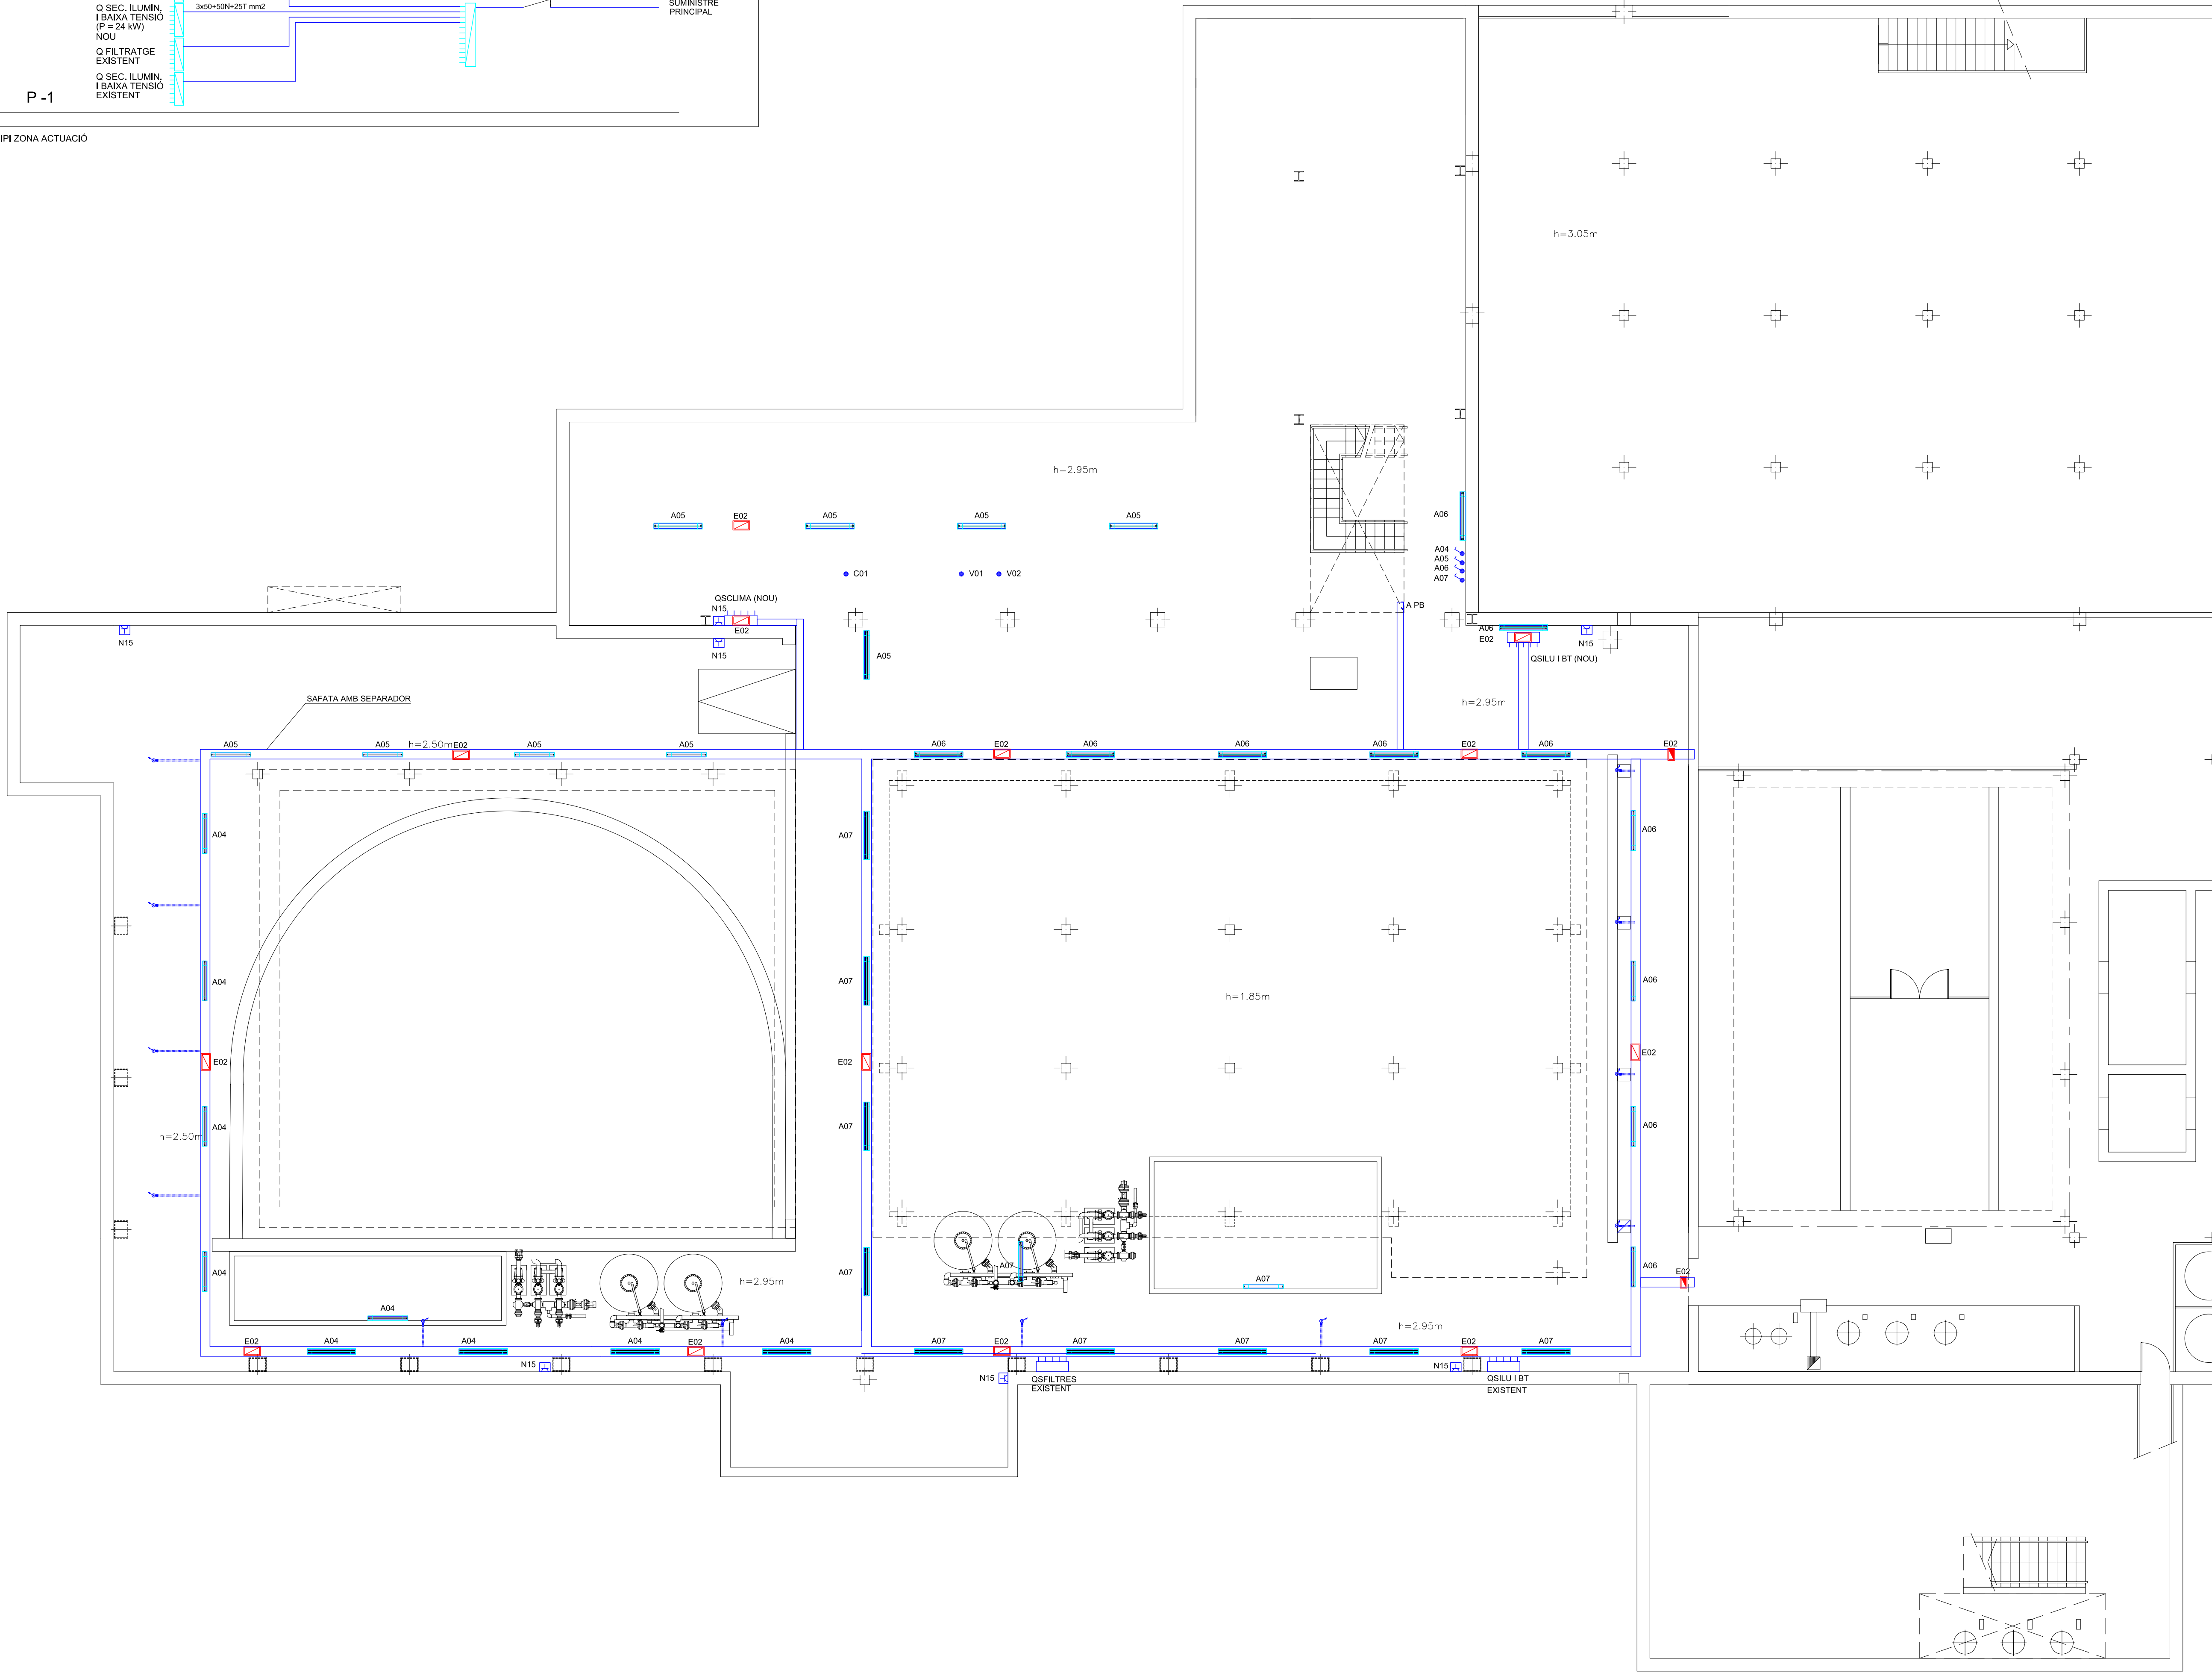 Q SEC. ILUMIN.
I BAIXA TENSIÓ
(P = 24 kW)
NOU
3x50+50N+25T mm2
SUMINISTRE
PRINCIPAL
Q FILTRATGE
EXISTENT
Q SEC. ILUMIN.
I BAIXA TENSIÓ
EXISTENT
P -1
IPI ZONA ACTUACIÓ
h=3.05m
h=2.95m
A05
E02
A05
A05
A05
A06
A04
A05
A06
A07
C01
V01
V02
QSCLIMA (NOU)
N15
E02
A PB
N15
N15
A06
E02
N15
QSILU I BT (NOU)
A05
SAFATA AMB SEPARADOR
h=2.95m
A05
A05
h=2.50m
E02
A05
A05
A06
E02
A06
A06
A06
E02
A06
E02
A04
A07
A06
A04
A07
h=1.85m
A06
E02
E02
E02
A04
A07
A06
h=2.50m
A04
h=2.95m
A07
A07
A07
A06
E02
A04
h=2.95m
E02
A04
A04
A04
E02
A04
A07
E02
A07
A07
A07
E02
A07
N15
N15
QSFILTRES
EXISTENT
N15
QSILU I BT
EXISTENT